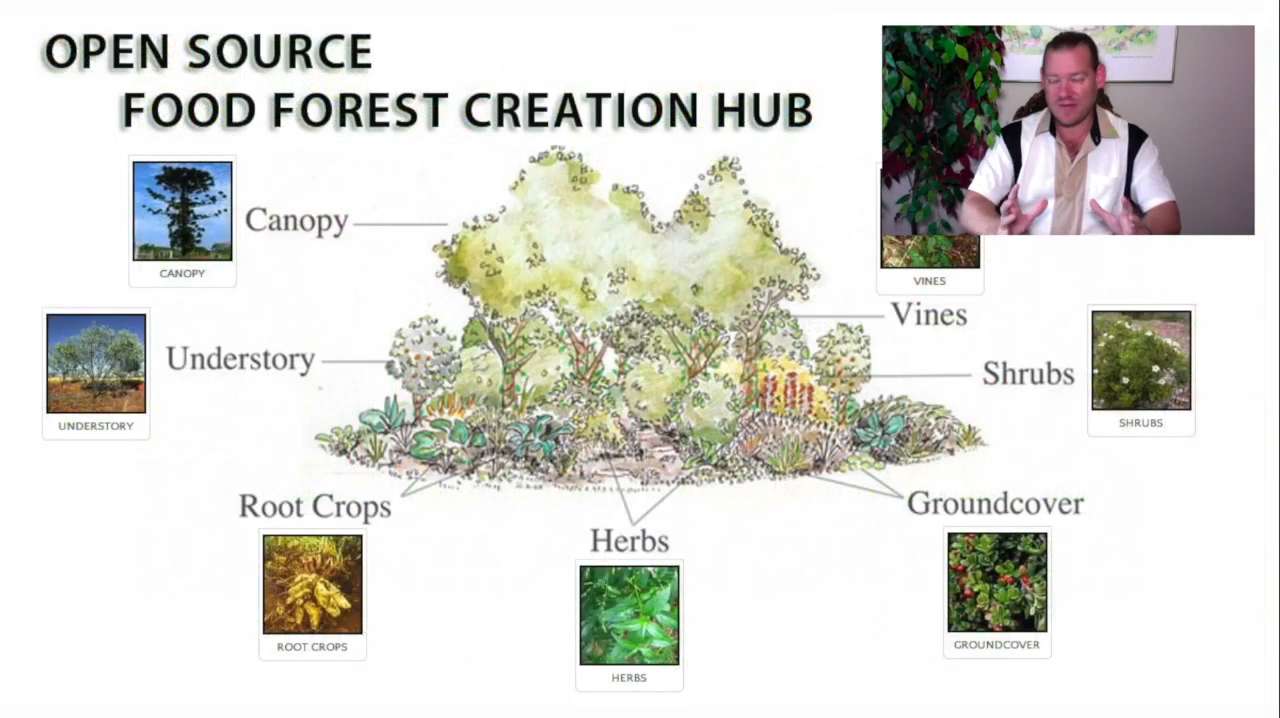 OPEN SOURCE
FOOD FOREST CREATION HUB
Canopy
CANOPY
VINES
Vines
Understory
UNDERSTORY
Shrubs
SHRUBS
Root Crops
ROOT CROPS
Herbs
HERBS
Groundcover
GROUNDCOVER